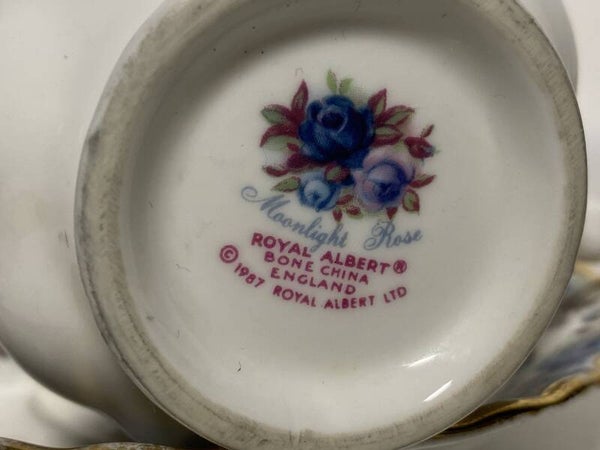 Moonlight Rose
ROYAL ALBERT®
BONE CHINA
ENGLAND
© 1987 ROYAL ALBERT LTD